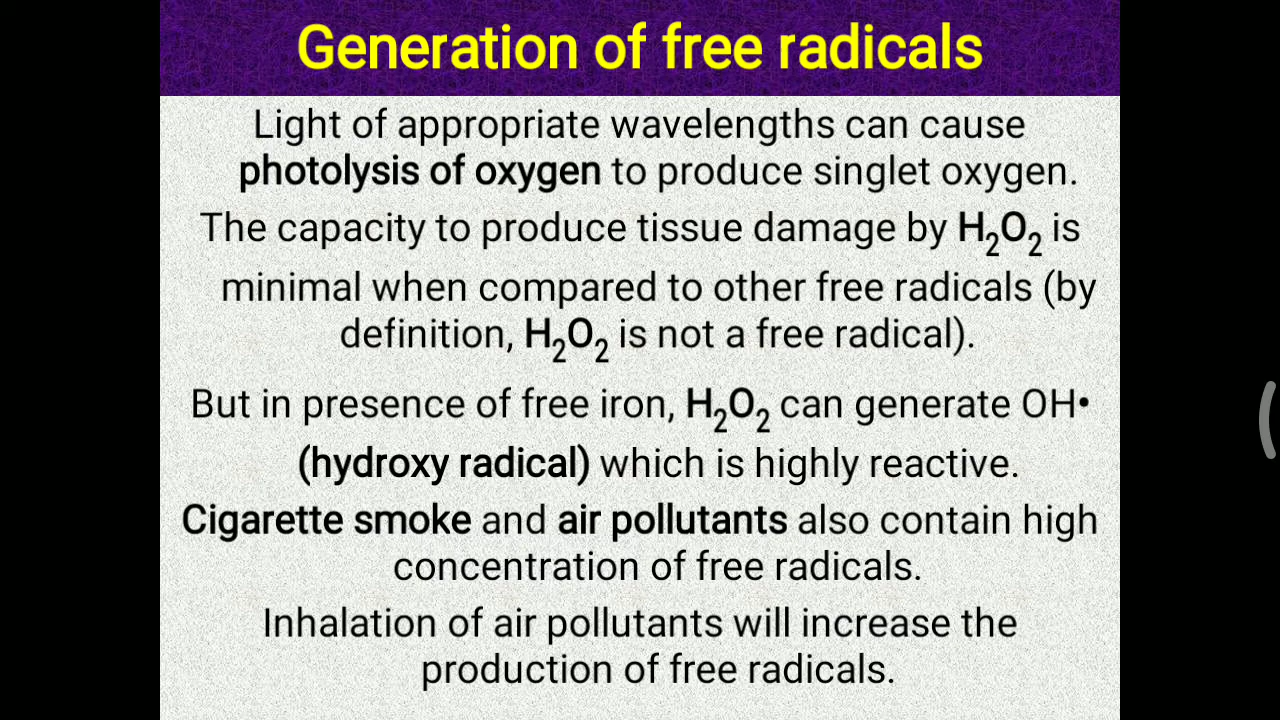 Generation of free radicals
Light of appropriate wavelengths can cause
photolysis of oxygen to produce singlet oxygen.
The capacity to produce tissue damage by H₂O₂ is
minimal when compared to other free radicals (by
definition, H₂O₂ is not a free radical).
But in presence of free iron, H₂O₂ can generate OH•
(hydroxy radical) which is highly reactive.
Cigarette smoke and air pollutants also contain high
concentration of free radicals.
Inhalation of air pollutants will increase the
production of free radicals.